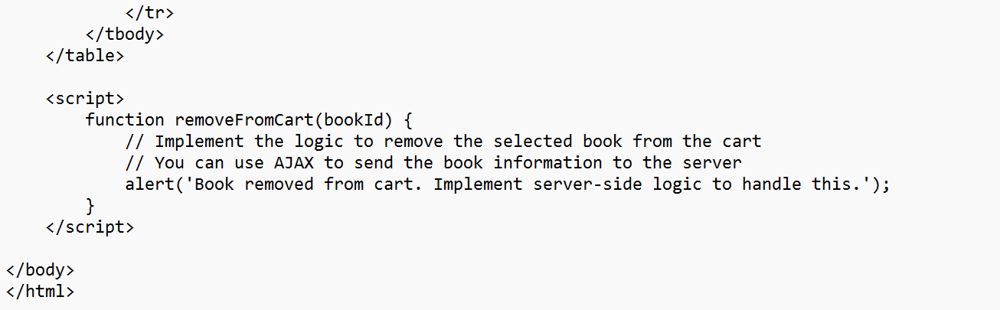 </tr>
        </tbody>
    </table>

    <script>
        function removeFromCart(bookId) {
            // Implement the logic to remove the selected book from the cart
            // You can use AJAX to send the book information to the server
            alert('Book removed from cart. Implement server-side logic to handle this.');
        }
    </script>

</body>
</html>